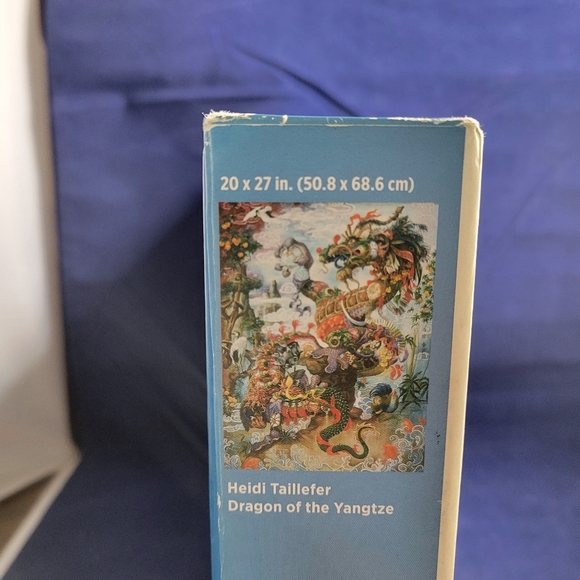 20 x 27 in. (50.8 x 68.6 cm)
Heidi Taillefer
Dragon of the Yangtze